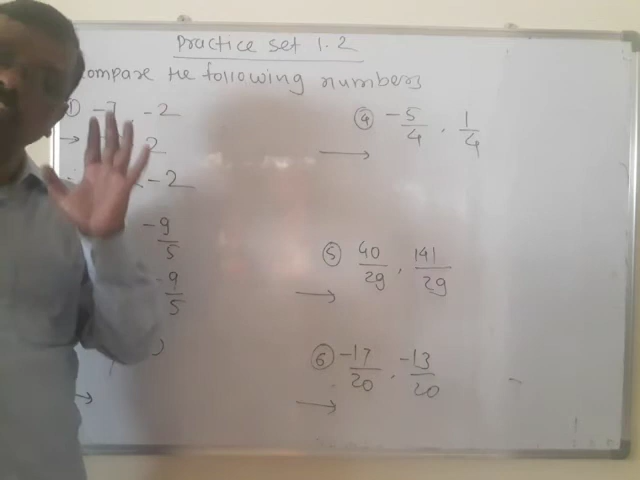 Practice set 1.2
compare the following numbers
① -7, -2
→ 2
-2
-9/5
-9/5
→
④ -5/4, 1/4
→
⑤ 40/29, 141/29
→
⑥ -17/20, -13/20
→